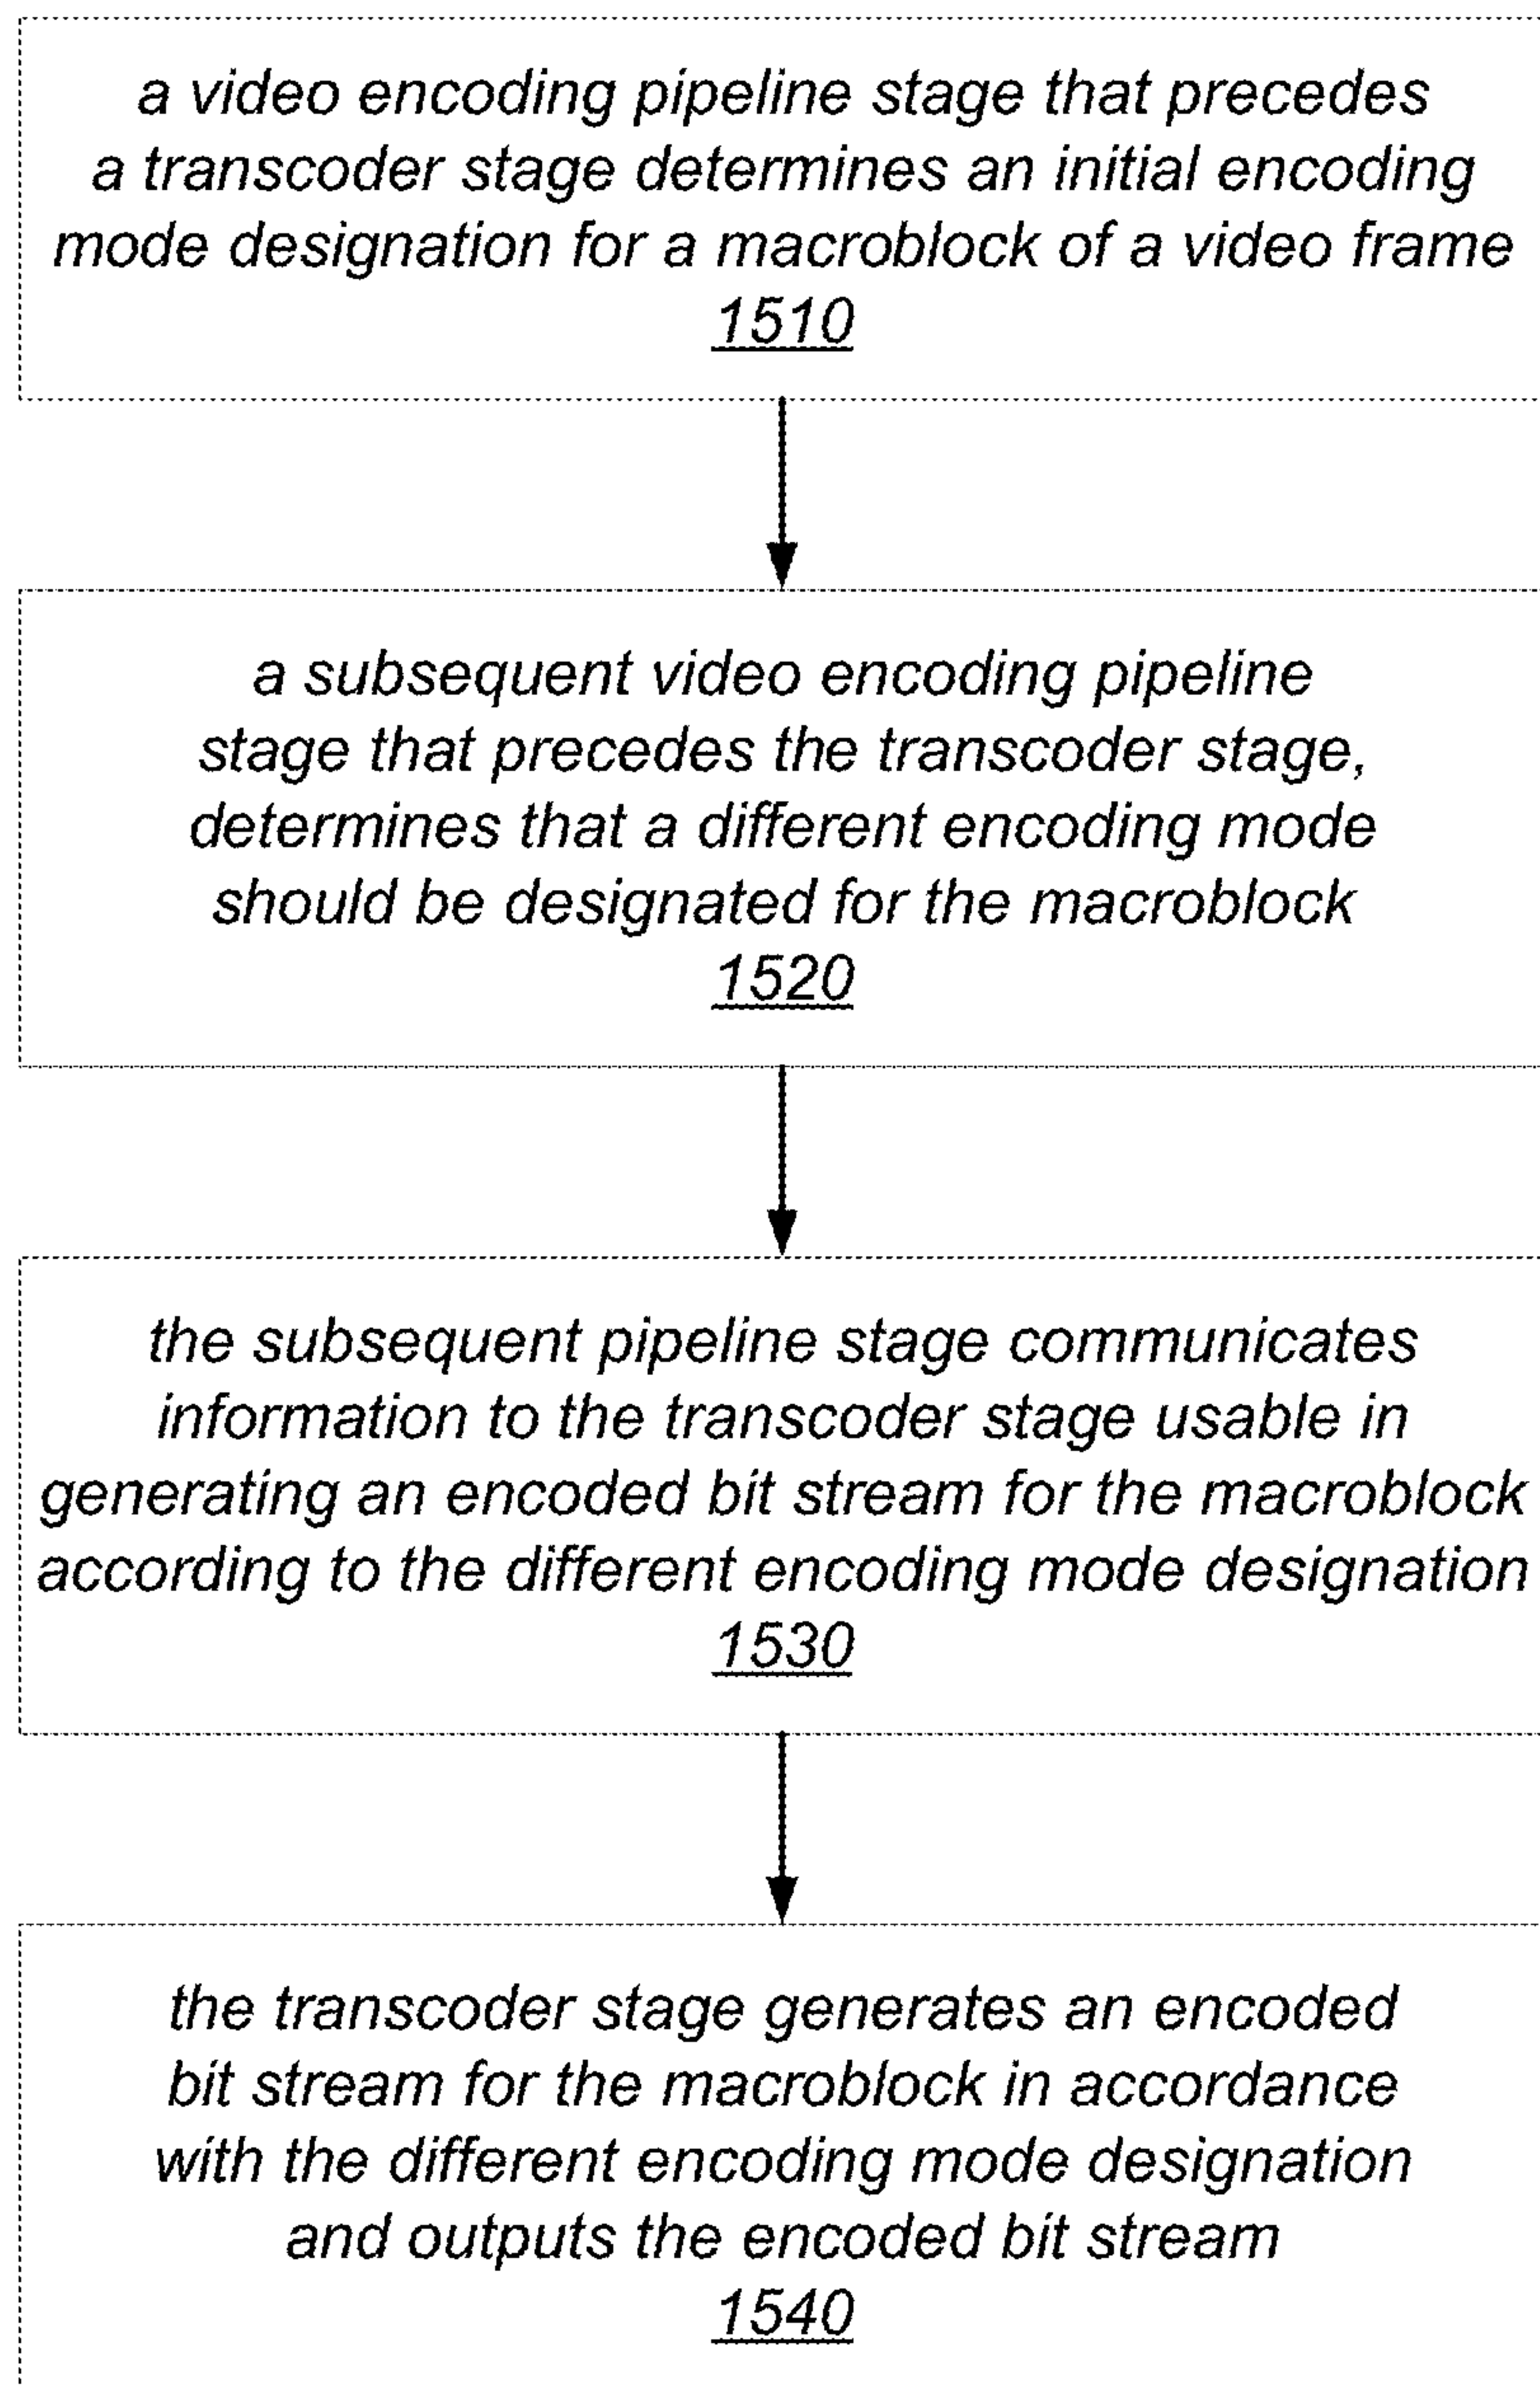 a video encoding pipeline stage that precedes
a transcoder stage determines an initial encoding
mode designation for a macroblock of a video frame
1510
a subsequent video encoding pipeline
stage that precedes the transcoder stage,
determines that a different encoding mode
should be designated for the macroblock
1520
the subsequent pipeline stage communicates
information to the transcoder stage usable in
generating an encoded bit stream for the macroblock
according to the different encoding mode designation
1530
the transcoder stage generates an encoded
bit stream for the macroblock in accordance
with the different encoding mode designation
and outputs the encoded bit stream
1540